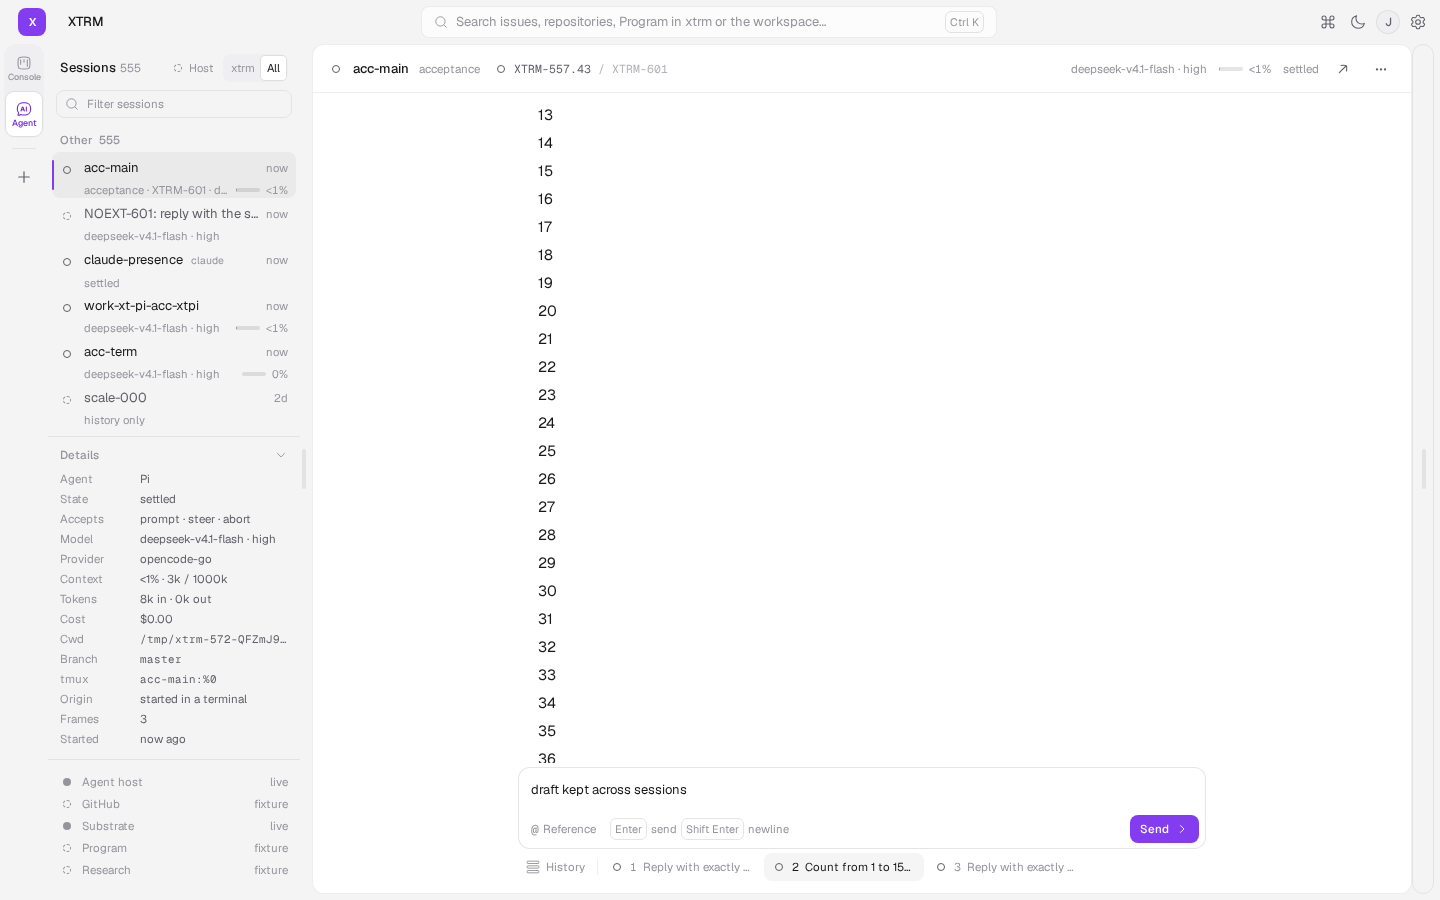 X XTRM Search issues, repositories, Program in xtrm or the workspace... Ctrl K J
Console
Agent
Sessions 555 Host xtrm All
Filter sessions
Other 555
acc-main now
acceptance · XTRM-601 · d... <1%
NOEXT-601: reply with the s... now
deepseek-v4.1-flash · high
claude-presence claude now
settled
work-xt-pi-acc-xtpi now
deepseek-v4.1-flash · high <1%
acc-term now
deepseek-v4.1-flash · high 0%
scale-000 2d
history only
Details
Agent Pi
State settled
Accepts prompt · steer · abort
Model deepseek-v4.1-flash · high
Provider opencode-go
Context <1% · 3k / 1000k
Tokens 8k in · 0k out
Cost $0.00
Cwd /tmp/xtrm-572-QFZmJ9...
Branch master
tmux acc-main:%0
Origin started in a terminal
Frames 3
Started now ago
Agent host live
GitHub fixture
Substrate live
Program fixture
Research fixture
acc-main acceptance XTRM-557.43 / XTRM-601 deepseek-v4.1-flash · high <1% settled
13
14
15
16
17
18
19
20
21
22
23
24
25
26
27
28
29
30
31
32
33
34
35
36
draft kept across sessions
@ Reference Enter send Shift Enter newline Send
History 1 Reply with exactly ... 2 Count from 1 to 15... 3 Reply with exactly ...